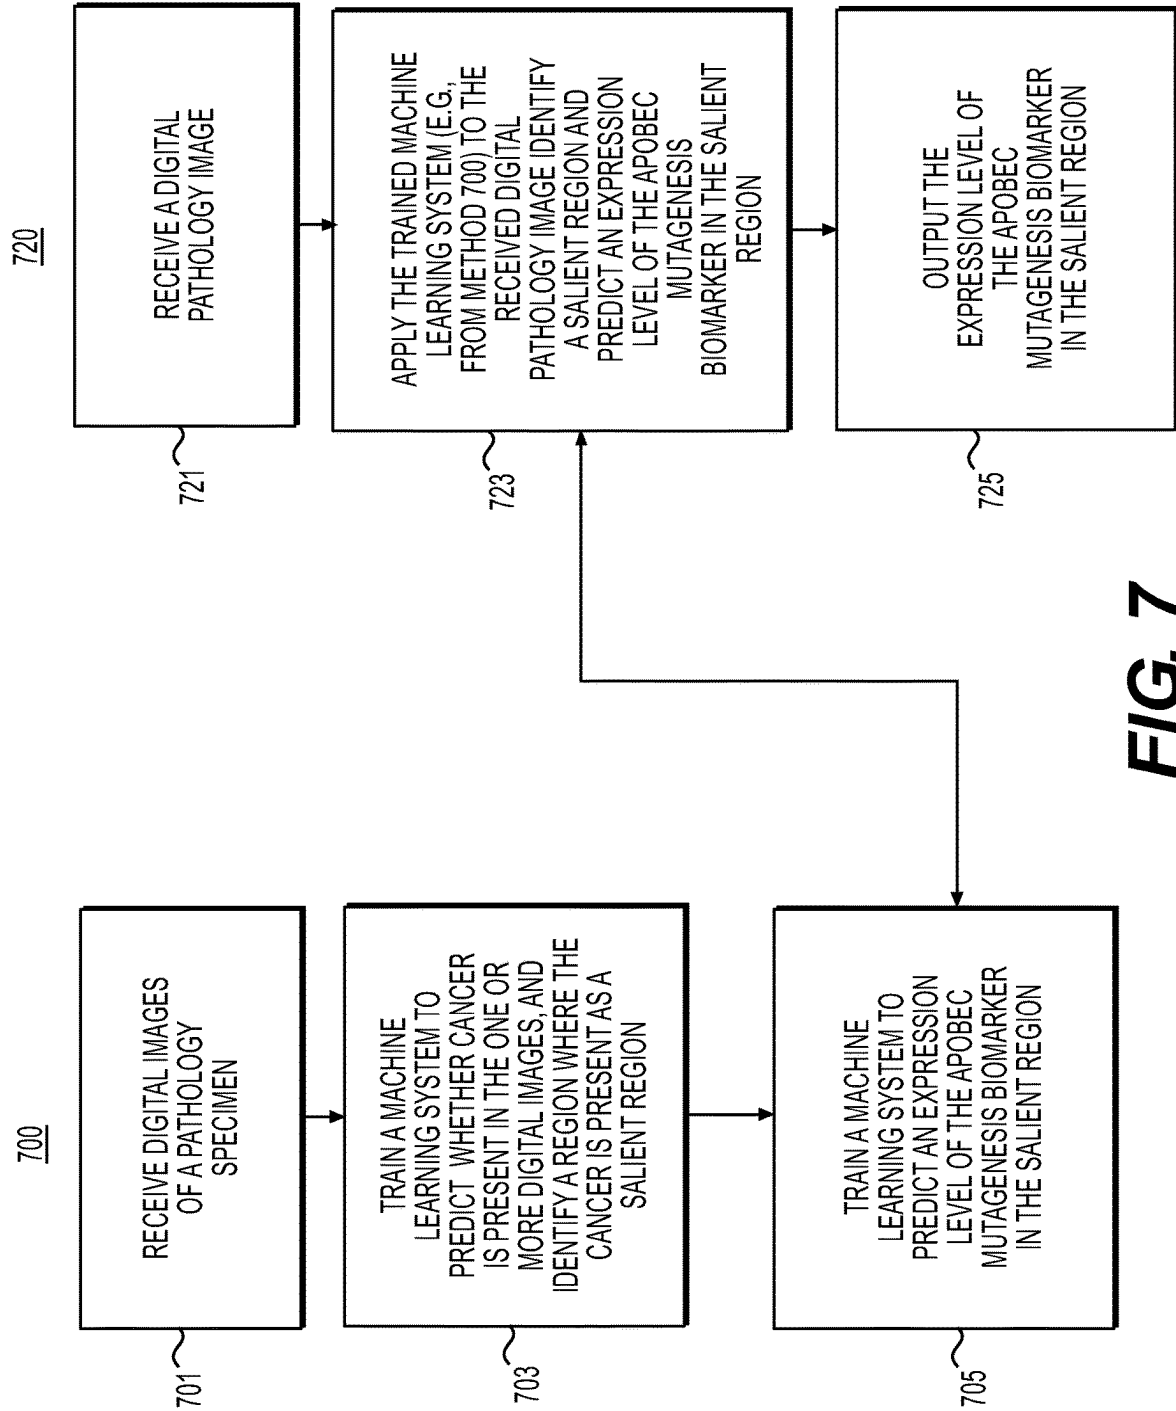 700
701
RECEIVE DIGITAL IMAGES
OF A PATHOLOGY
SPECIMEN
703
TRAIN A MACHINE
LEARNING SYSTEM TO
PREDICT WHETHER CANCER
IS PRESENT IN THE ONE OR
MORE DIGITAL IMAGES, AND
IDENTIFY A REGION WHERE THE
CANCER IS PRESENT AS A
SALIENT REGION
705
TRAIN A MACHINE
LEARNING SYSTEM TO
PREDICT AN EXPRESSION
LEVEL OF THE APOBEC
MUTAGENESIS BIOMARKER
IN THE SALIENT REGION
720
721
RECEIVE A DIGITAL
PATHOLOGY IMAGE
723
APPLY THE TRAINED MACHINE
LEARNING SYSTEM (E.G.,
FROM METHOD 700) TO THE
RECEIVED DIGITAL
PATHOLOGY IMAGE IDENTIFY
A SALIENT REGION AND
PREDICT AN EXPRESSION
LEVEL OF THE APOBEC
MUTAGENESIS
BIOMARKER IN THE SALIENT
REGION
725
OUTPUT THE
EXPRESSION LEVEL OF
THE APOBEC
MUTAGENESIS BIOMARKER
IN THE SALIENT REGION
FIG. 7